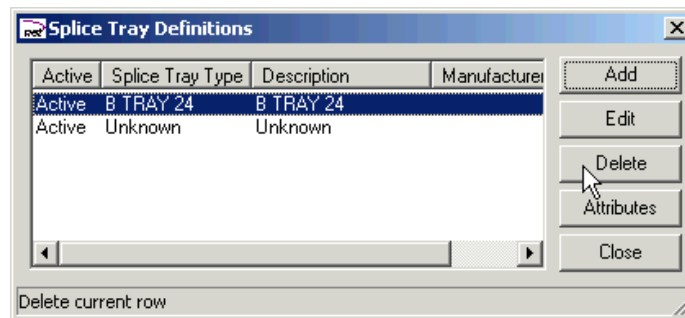 Splice Tray Definitions
Active Splice Tray Type Description Manufacturer
Active B TRAY 24 B TRAY 24
Active Unknown Unknown
Add
Edit
Delete
Attributes
Close
Delete current row